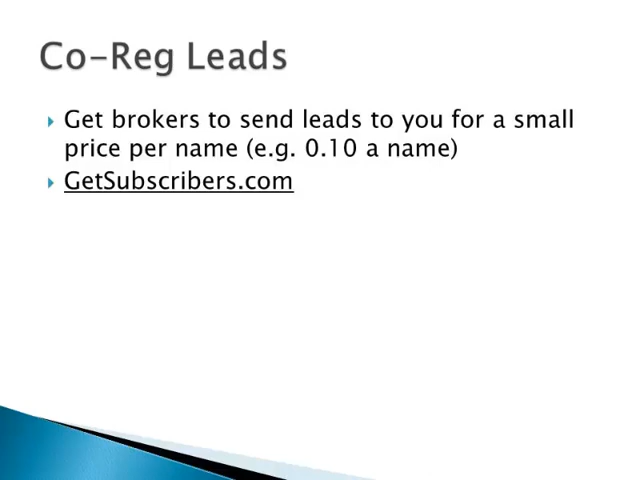 Co-Reg Leads
Get brokers to send leads to you for a small
price per name (e.g. 0.10 a name)
GetSubscribers.com